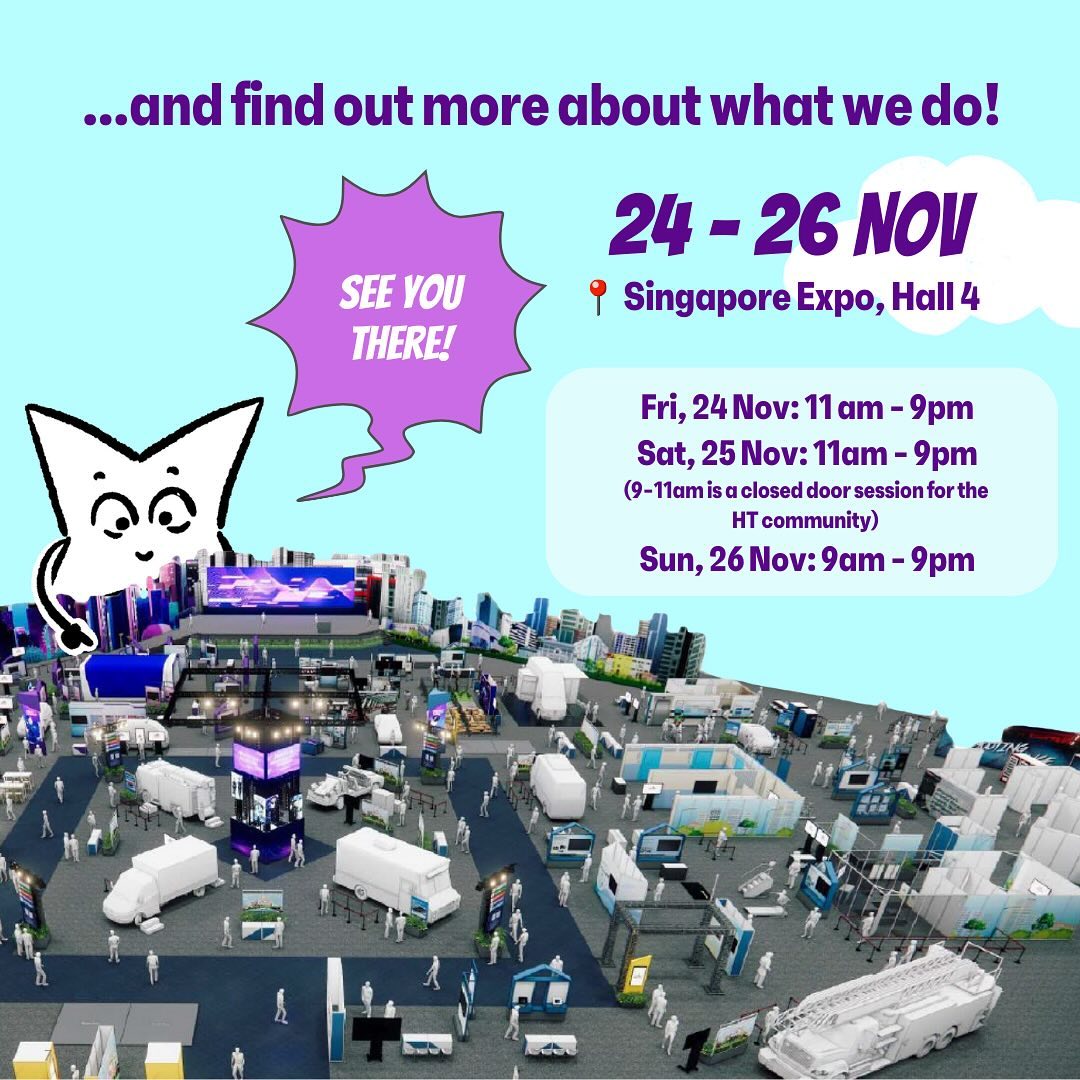 ...and find out more about what we do!
24 - 26 NOV
📍 Singapore Expo, Hall 4
SEE YOU
THERE!
Fri, 24 Nov: 11 am - 9pm
Sat, 25 Nov: 11am - 9pm
(9-11am is a closed door session for the
HT community)
Sun, 26 Nov: 9am - 9pm